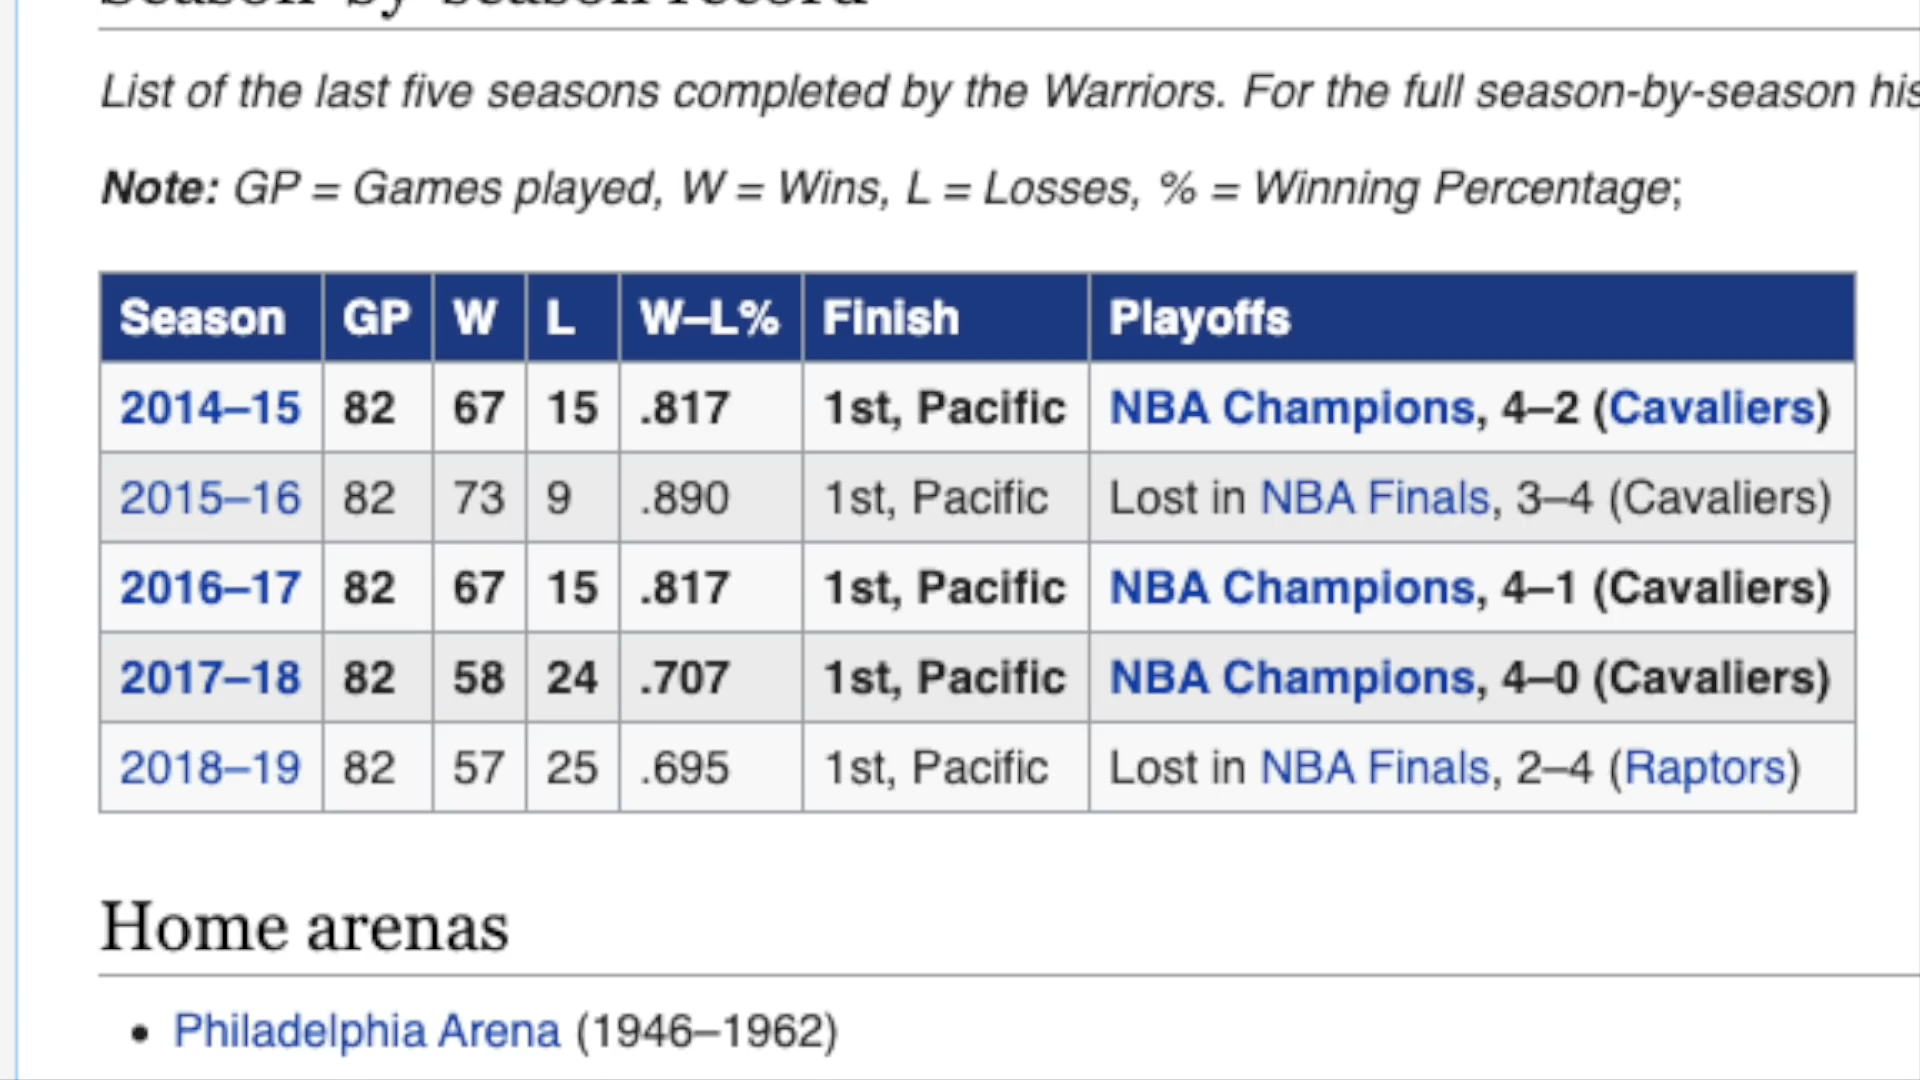 Season-by-season record
List of the last five seasons completed by the Warriors. For the full season-by-season his
Note: GP = Games played, W = Wins, L = Losses, % = Winning Percentage;
Season GP W L W–L% Finish Playoffs
2014–15 82 67 15 .817 1st, Pacific NBA Champions, 4–2 (Cavaliers)
2015–16 82 73 9 .890 1st, Pacific Lost in NBA Finals, 3–4 (Cavaliers)
2016–17 82 67 15 .817 1st, Pacific NBA Champions, 4–1 (Cavaliers)
2017–18 82 58 24 .707 1st, Pacific NBA Champions, 4–0 (Cavaliers)
2018–19 82 57 25 .695 1st, Pacific Lost in NBA Finals, 2–4 (Raptors)
Home arenas
• Philadelphia Arena (1946–1962)